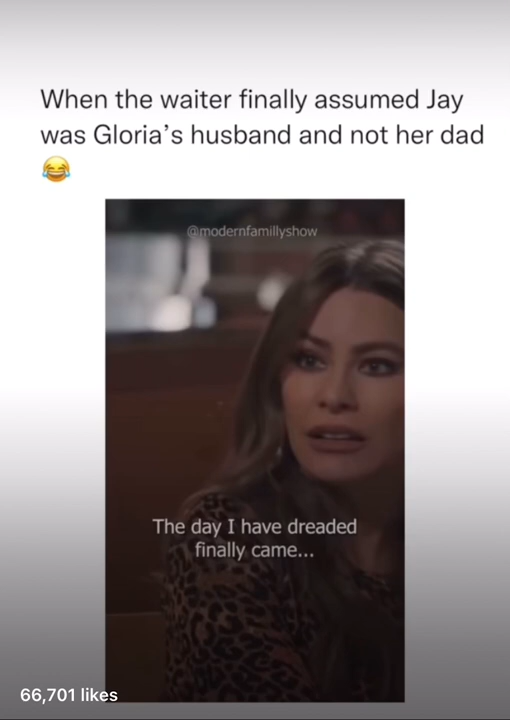 When the waiter finally assumed Jay
was Gloria's husband and not her dad
😂
@modernfamillyshow
The day I have dreaded
finally came...
66,701 likes